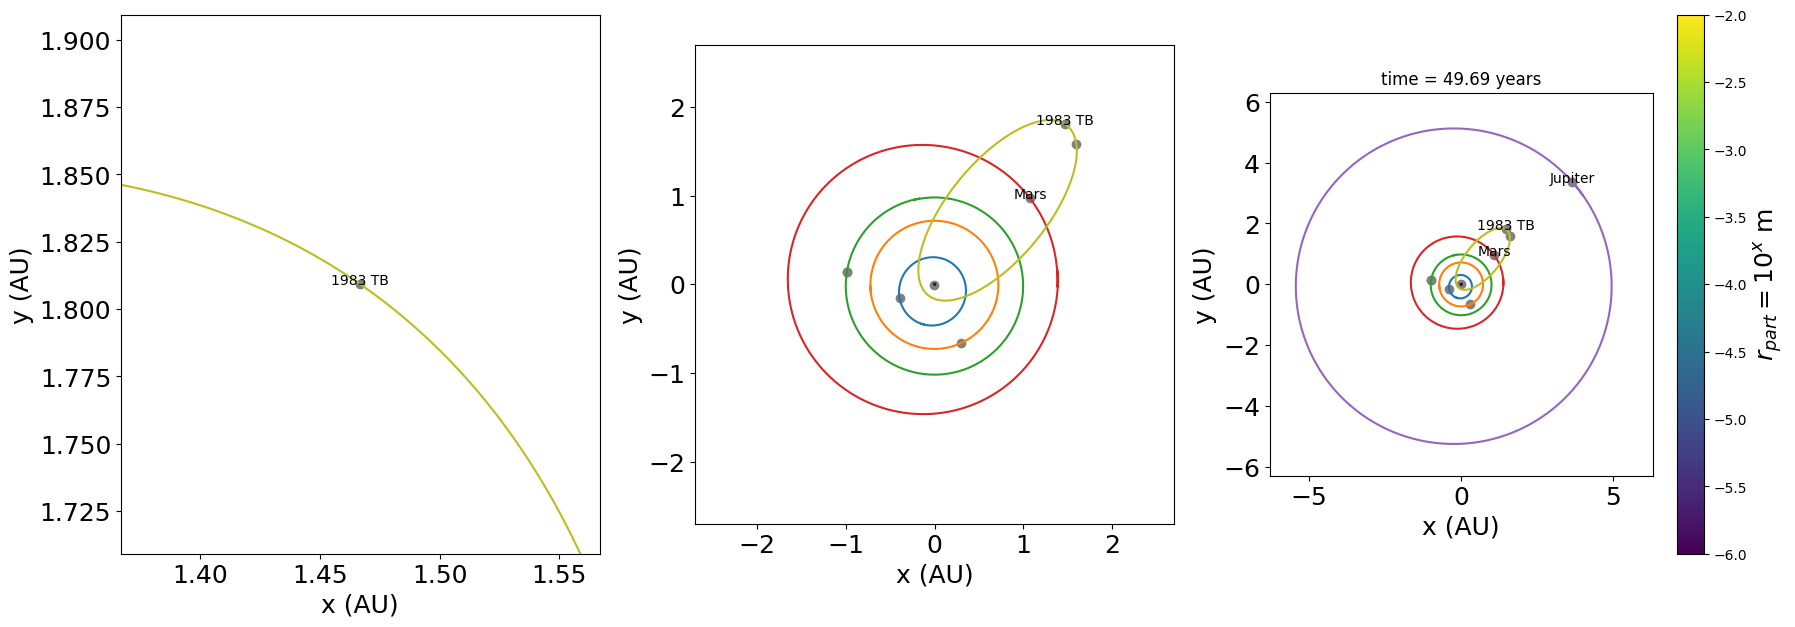 1.900
1.875
1.850
1.825
1.800
1.775
1.750
1.725
y (AU)
1983 TB
1.40 1.45 1.50 1.55
x (AU)
2
1
0
−1
−2
y (AU)
1983 TB
Mars
−2 −1 0 1 2
x (AU)
time = 49.69 years
6
4
2
0
−2
−4
−6
y (AU)
Jupiter
1983 TB
Mars
−5 0 5
x (AU)
−2.0
−2.5
−3.0
−3.5
−4.0
−4.5
−5.0
−5.5
−6.0
r_{part} = 10^x m